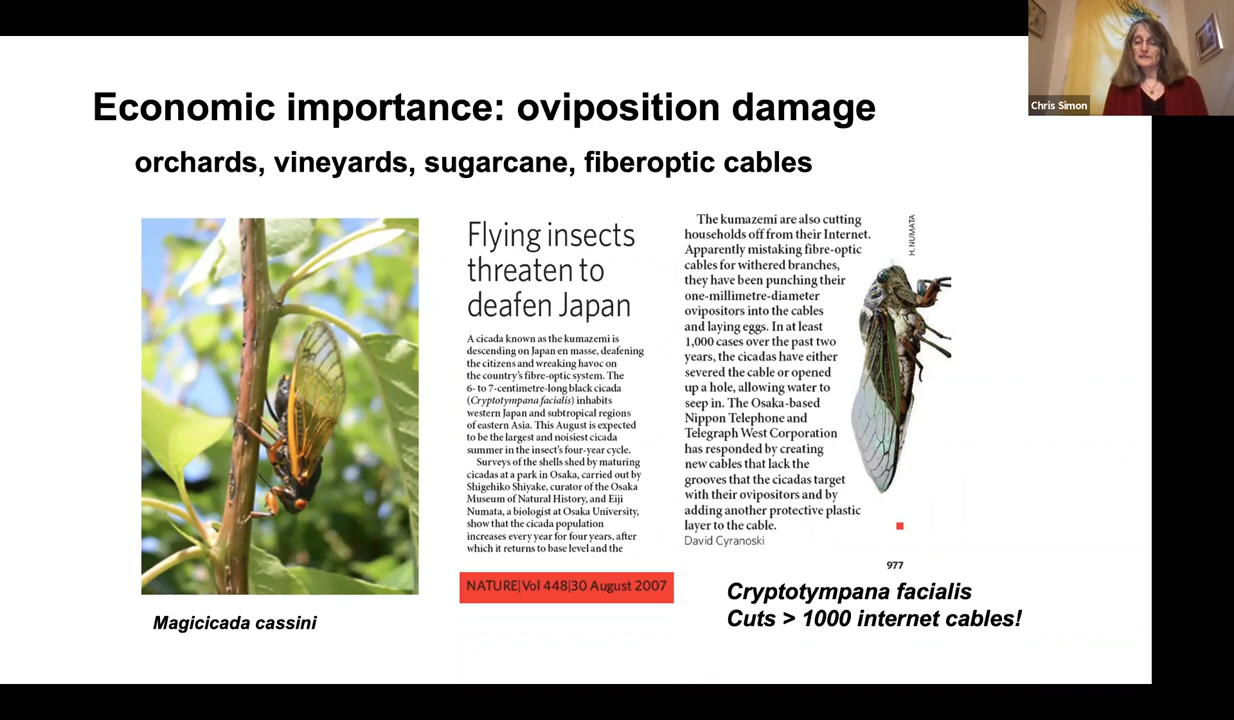 Chris Simon
Economic importance: oviposition damage
orchards, vineyards, sugarcane, fiberoptic cables
Magicicada cassini
Flying insects
threaten to
deafen Japan
A cicada known as the kumazemi is
descending on Japan en masse, deafening
the citizens and wreaking havoc on
the country's fibre-optic system. The
6- to 7-centimetre-long black cicada
(Cryptotympana facialis) inhabits
western Japan and subtropical regions
of eastern Asia. This August is expected
to be the largest and noisiest cicada
summer in the insect's four-year cycle.
Surveys of the shells shed by maturing
cicadas at a park in Osaka, carried out by
Shigehiko Shiyake, curator of the Osaka
Museum of Natural History, and Eiji
Numata, a biologist at Osaka University,
show that the cicada population
increases every year for four years, after
which it returns to base level and the
NATURE|Vol 448|30 August 2007
The kumazemi are also cutting
households off from their Internet.
Apparently mistaking fibre-optic
cables for withered branches,
they have been punching their
one-millimetre-diameter
ovipositors into the cables
and laying eggs. In at least
1,000 cases over the past two
years, the cicadas have either
severed the cable or opened
up a hole, allowing water to
seep in. The Osaka-based
Nippon Telephone and
Telegraph West Corporation
has responded by creating
new cables that lack the
grooves that the cicadas target
with their ovipositors and by
adding another protective plastic
layer to the cable.
David Cyranoski
H. NUMATA
977
Cryptotympana facialis
Cuts > 1000 internet cables!